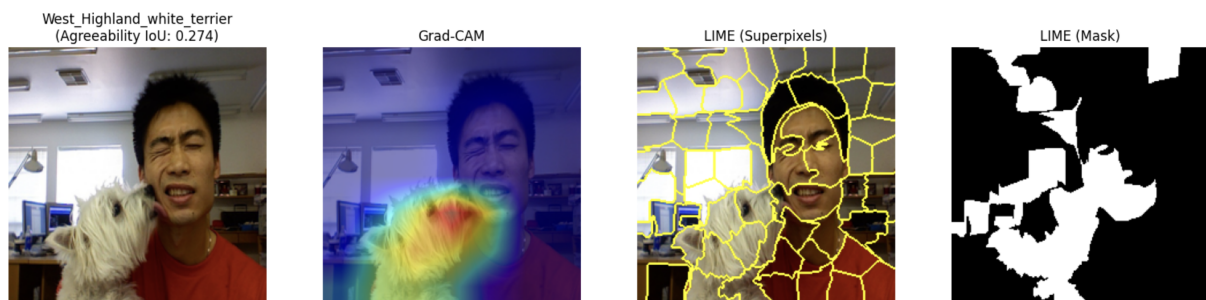 West_Highland_white_terrier
(Agreeability IoU: 0.274)
Grad-CAM
LIME (Superpixels)
LIME (Mask)